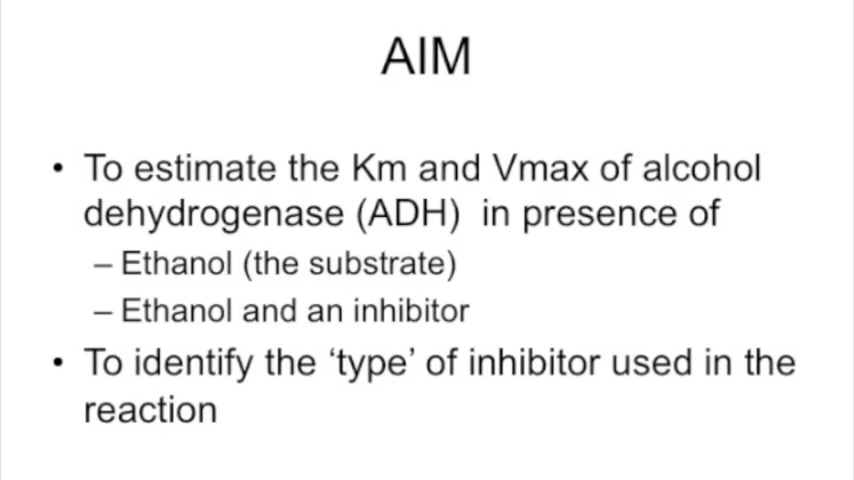 AIM
• To estimate the Km and Vmax of alcohol
dehydrogenase (ADH)  in presence of
– Ethanol (the substrate)
– Ethanol and an inhibitor
• To identify the ‘type’ of inhibitor used in the
reaction